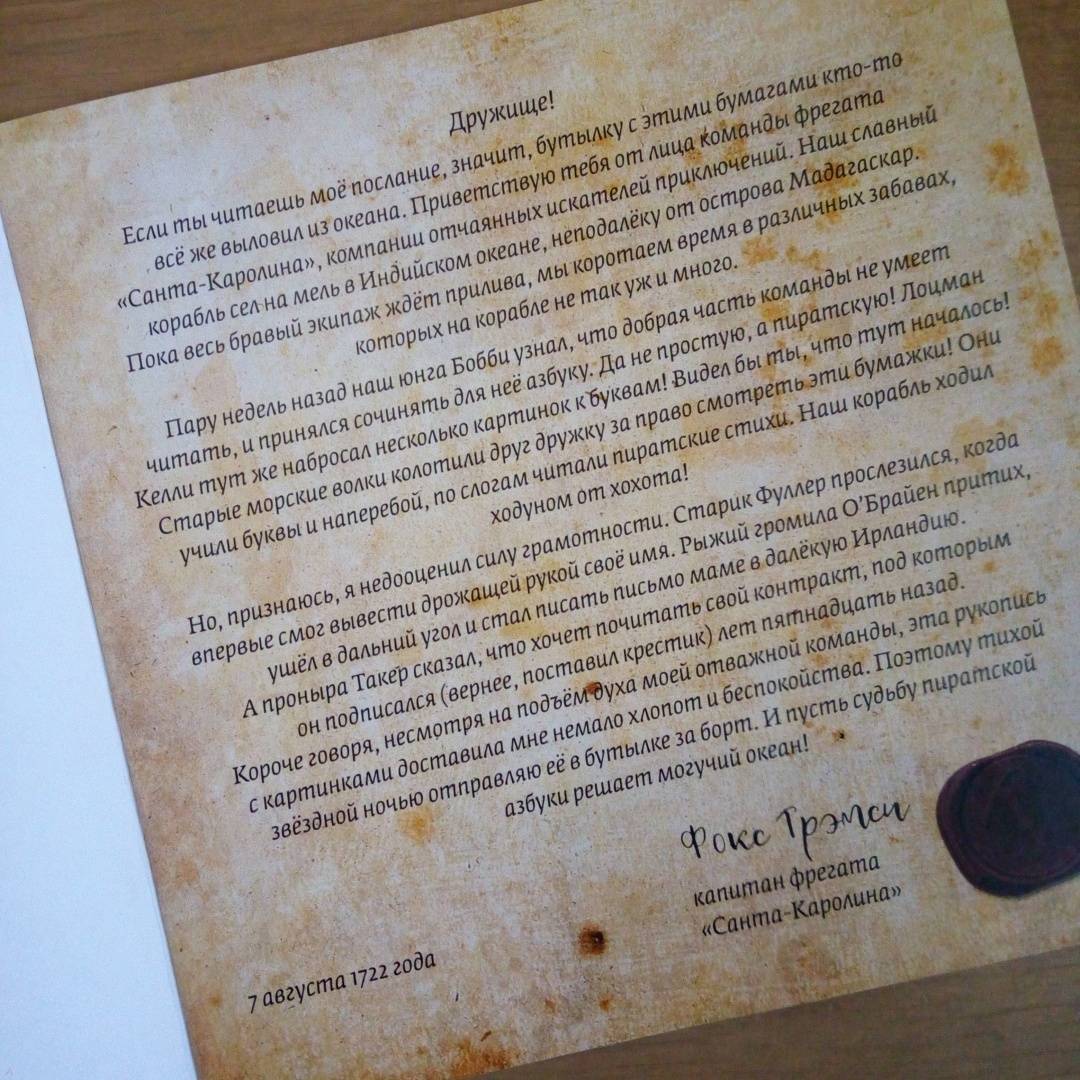 Дружище!
Если ты читаешь моё послание, значит, бутылку с этими бумагами кто-то
всё же выловил из океана. Приветствую тебя от лица команды фрегата
«Санта-Каролина», компании отчаянных искателей приключений. Наш славный
корабль сел на мель в Индийском океане, неподалёку от острова Мадагаскар.
Пока весь бравый экипаж ждёт прилива, мы коротаем время в различных забавах,
которых на корабле не так уж и много.
Пару недель назад наш юнга Бобби узнал, что добрая часть команды не умеет
читать, и принялся сочинять для неё азбуку. Да не простую, а пиратскую! Лоцман
Келли тут же набросал несколько картинок к буквам! Видел бы ты, что тут началось!
Старые морские волки колотили друг дружку за право смотреть эти бумажки! Они
учили буквы и наперебой, по слогам читали пиратские стихи. Наш корабль ходил
ходуном от хохота!
Но, признаюсь, я недооценил силу грамотности. Старик Фуллер прослезился, когда
впервые смог вывести дрожащей рукой своё имя. Рыжий громила О’Брайен притих,
ушёл в дальний угол и стал писать письмо маме в далёкую Ирландию.
А проныра Такер сказал, что хочет почитать свой контракт, под которым
он подписался (вернее, поставил крестик) лет пятнадцать назад.
Короче говоря, несмотря на подъём духа моей отважной команды, эта рукопись
с картинками доставила мне немало хлопот и беспокойства. Поэтому тихой
звёздной ночью отправляю её в бутылке за борт. И пусть судьбу пиратской
азбуки решает могучий океан!
Фокс Трэмси
капитан фрегата
«Санта-Каролина»
7 августа 1722 года